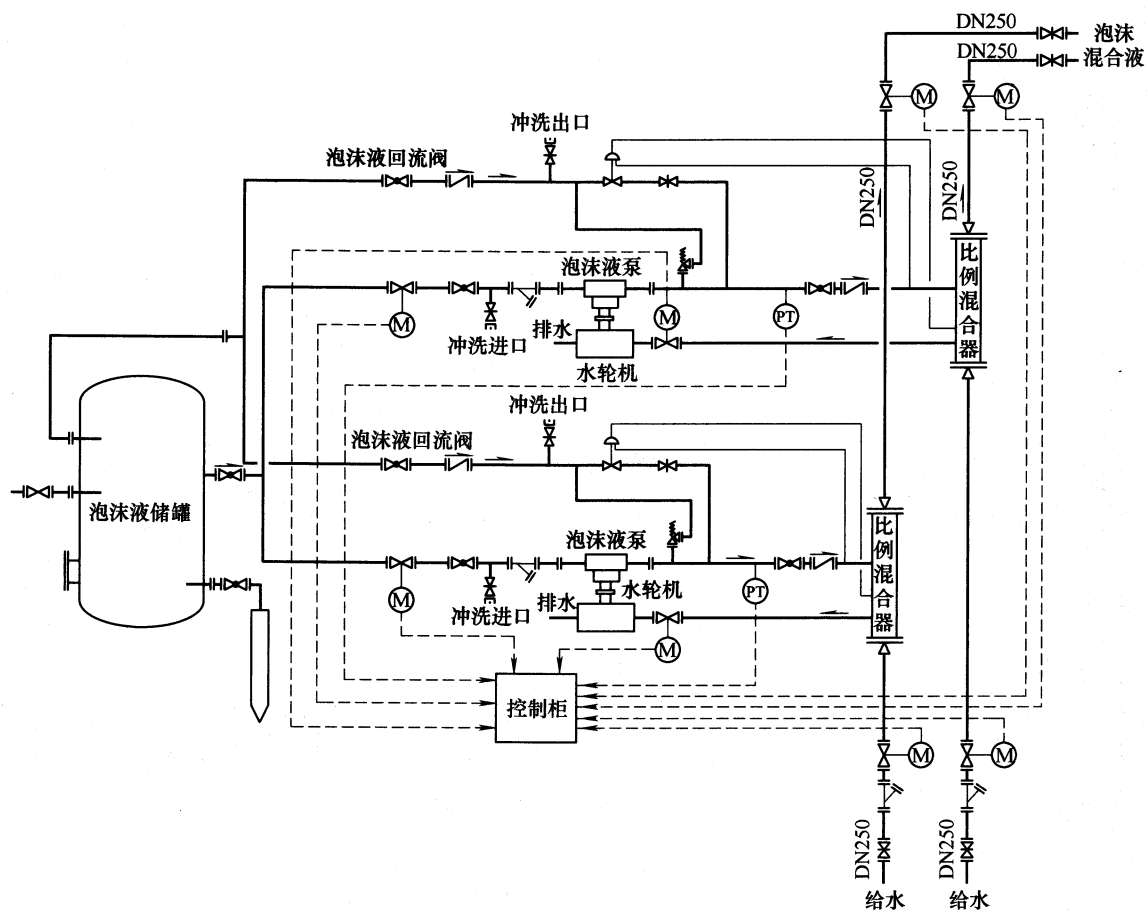 DN250
泡沫
DN250
混合液
M
M
冲洗出口
泡沫液回流阀
DN250
DN250
泡沫液泵
比例混合器
M
冲洗进口
排水
M
PT
水轮机
冲洗出口
泡沫液回流阀
泡沫液储罐
泡沫液泵
比例混合器
水轮机
M
冲洗进口
排水
PT
M
控制柜
M
M
DN250
DN250
给水
给水